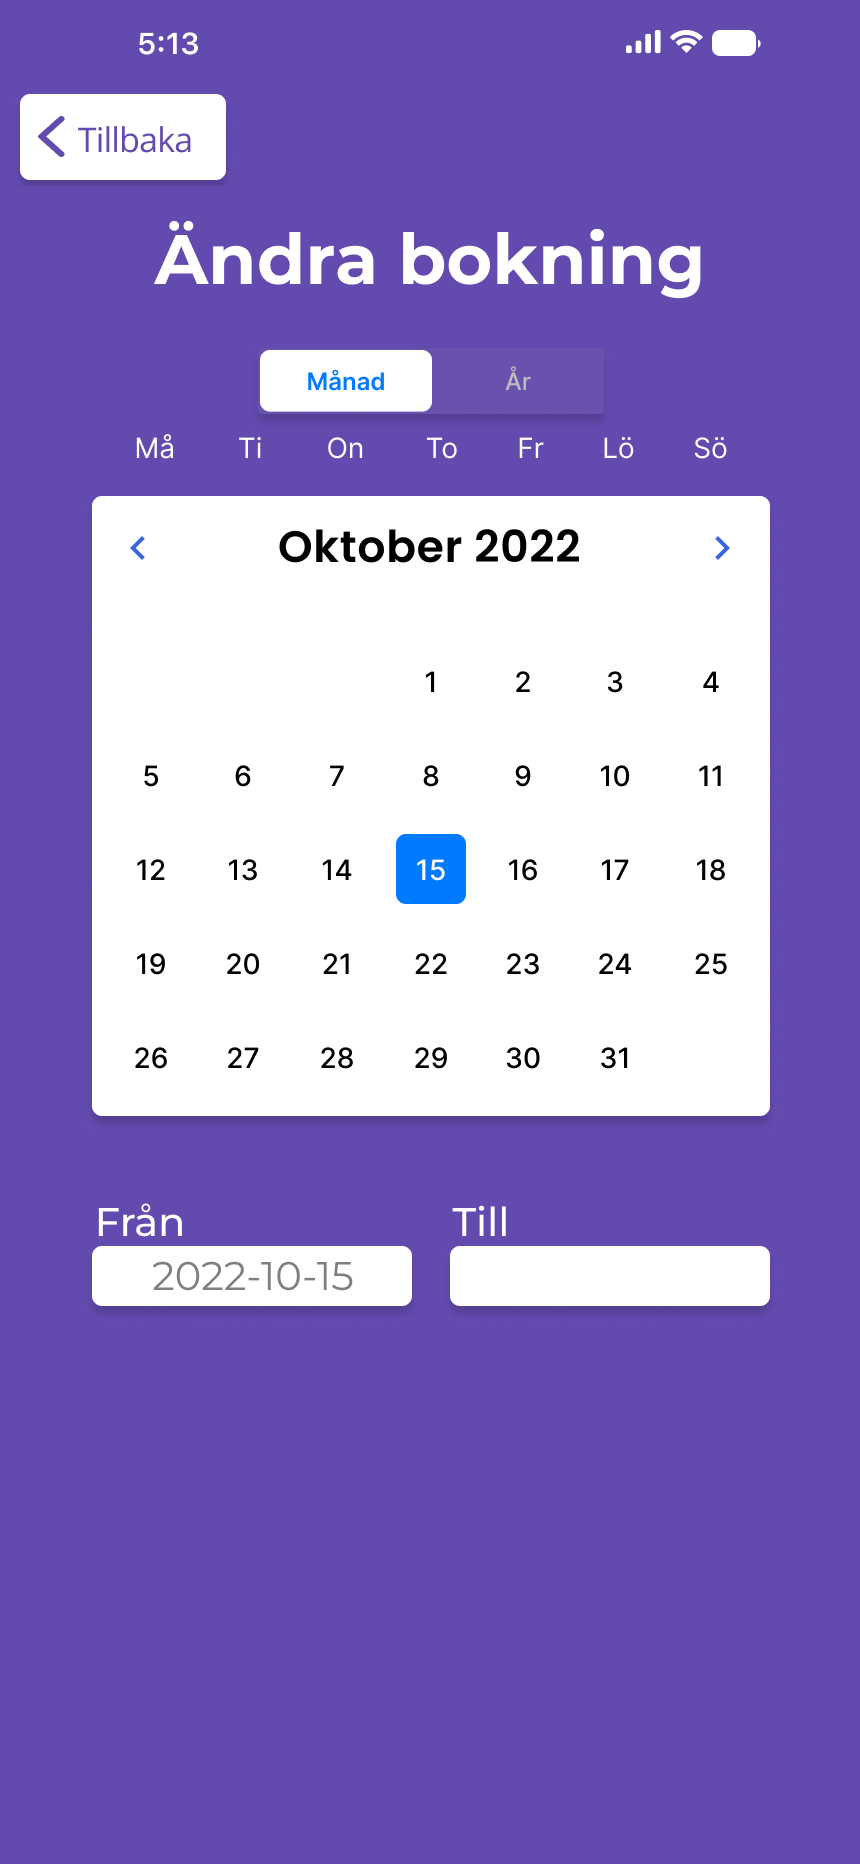 5:13
Tillbaka
Ändra bokning
Månad År
Må Ti On To Fr Lö Sö
Oktober 2022
1 2 3 4
5 6 7 8 9 10 11
12 13 14 15 16 17 18
19 20 21 22 23 24 25
26 27 28 29 30 31
Från Till
2022-10-15